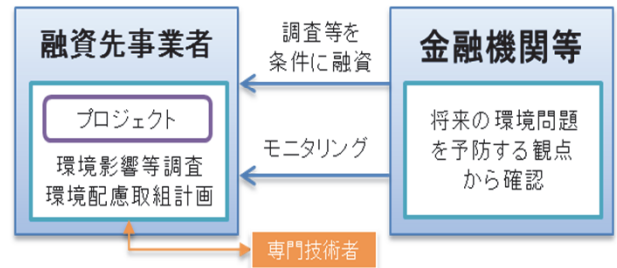 融資先事業者
プロジェクト
環境影響等調査
環境配慮取組計画
調査等を
条件に融資
モニタリング
金融機関等
将来の環境問題
を予防する観点
から確認
専門技術者